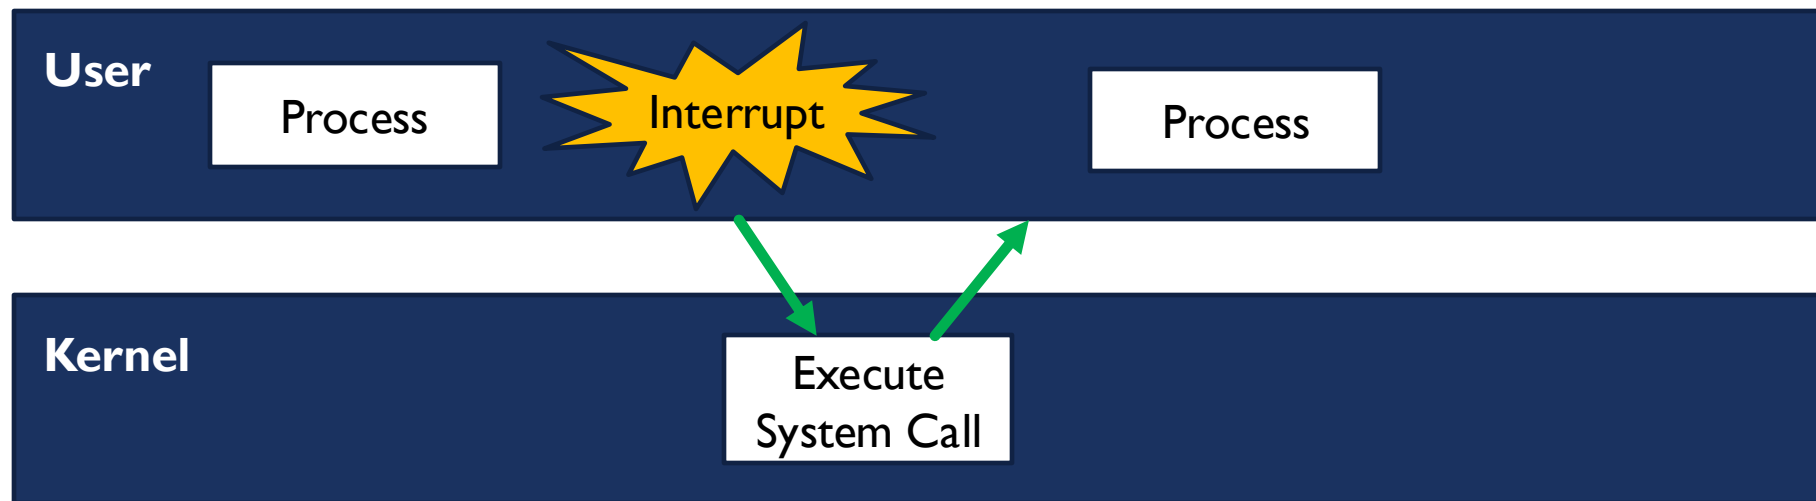 User
Process
Interrupt
Process
Kernel
Execute
System Call